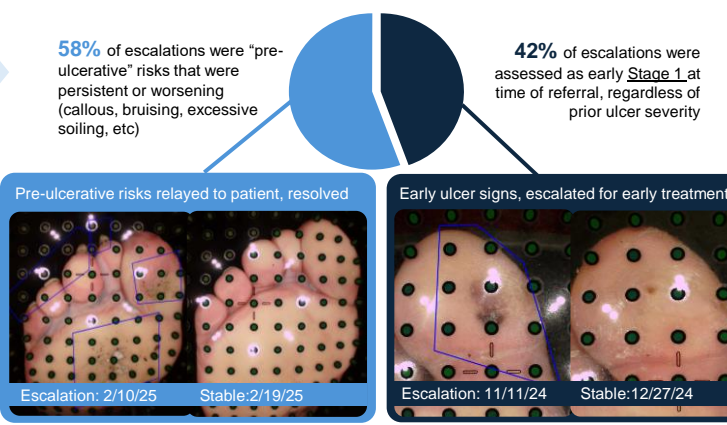 58% of escalations were “pre-
ulcerative” risks that were
persistent or worsening
(callous, bruising, excessive
soiling, etc)
42% of escalations were
assessed as early Stage 1 at
time of referral, regardless of
prior ulcer severity
Pre-ulcerative risks relayed to patient, resolved
Escalation: 2/10/25
Stable:2/19/25
Early ulcer signs, escalated for early treatment
Escalation: 11/11/24
Stable:12/27/24